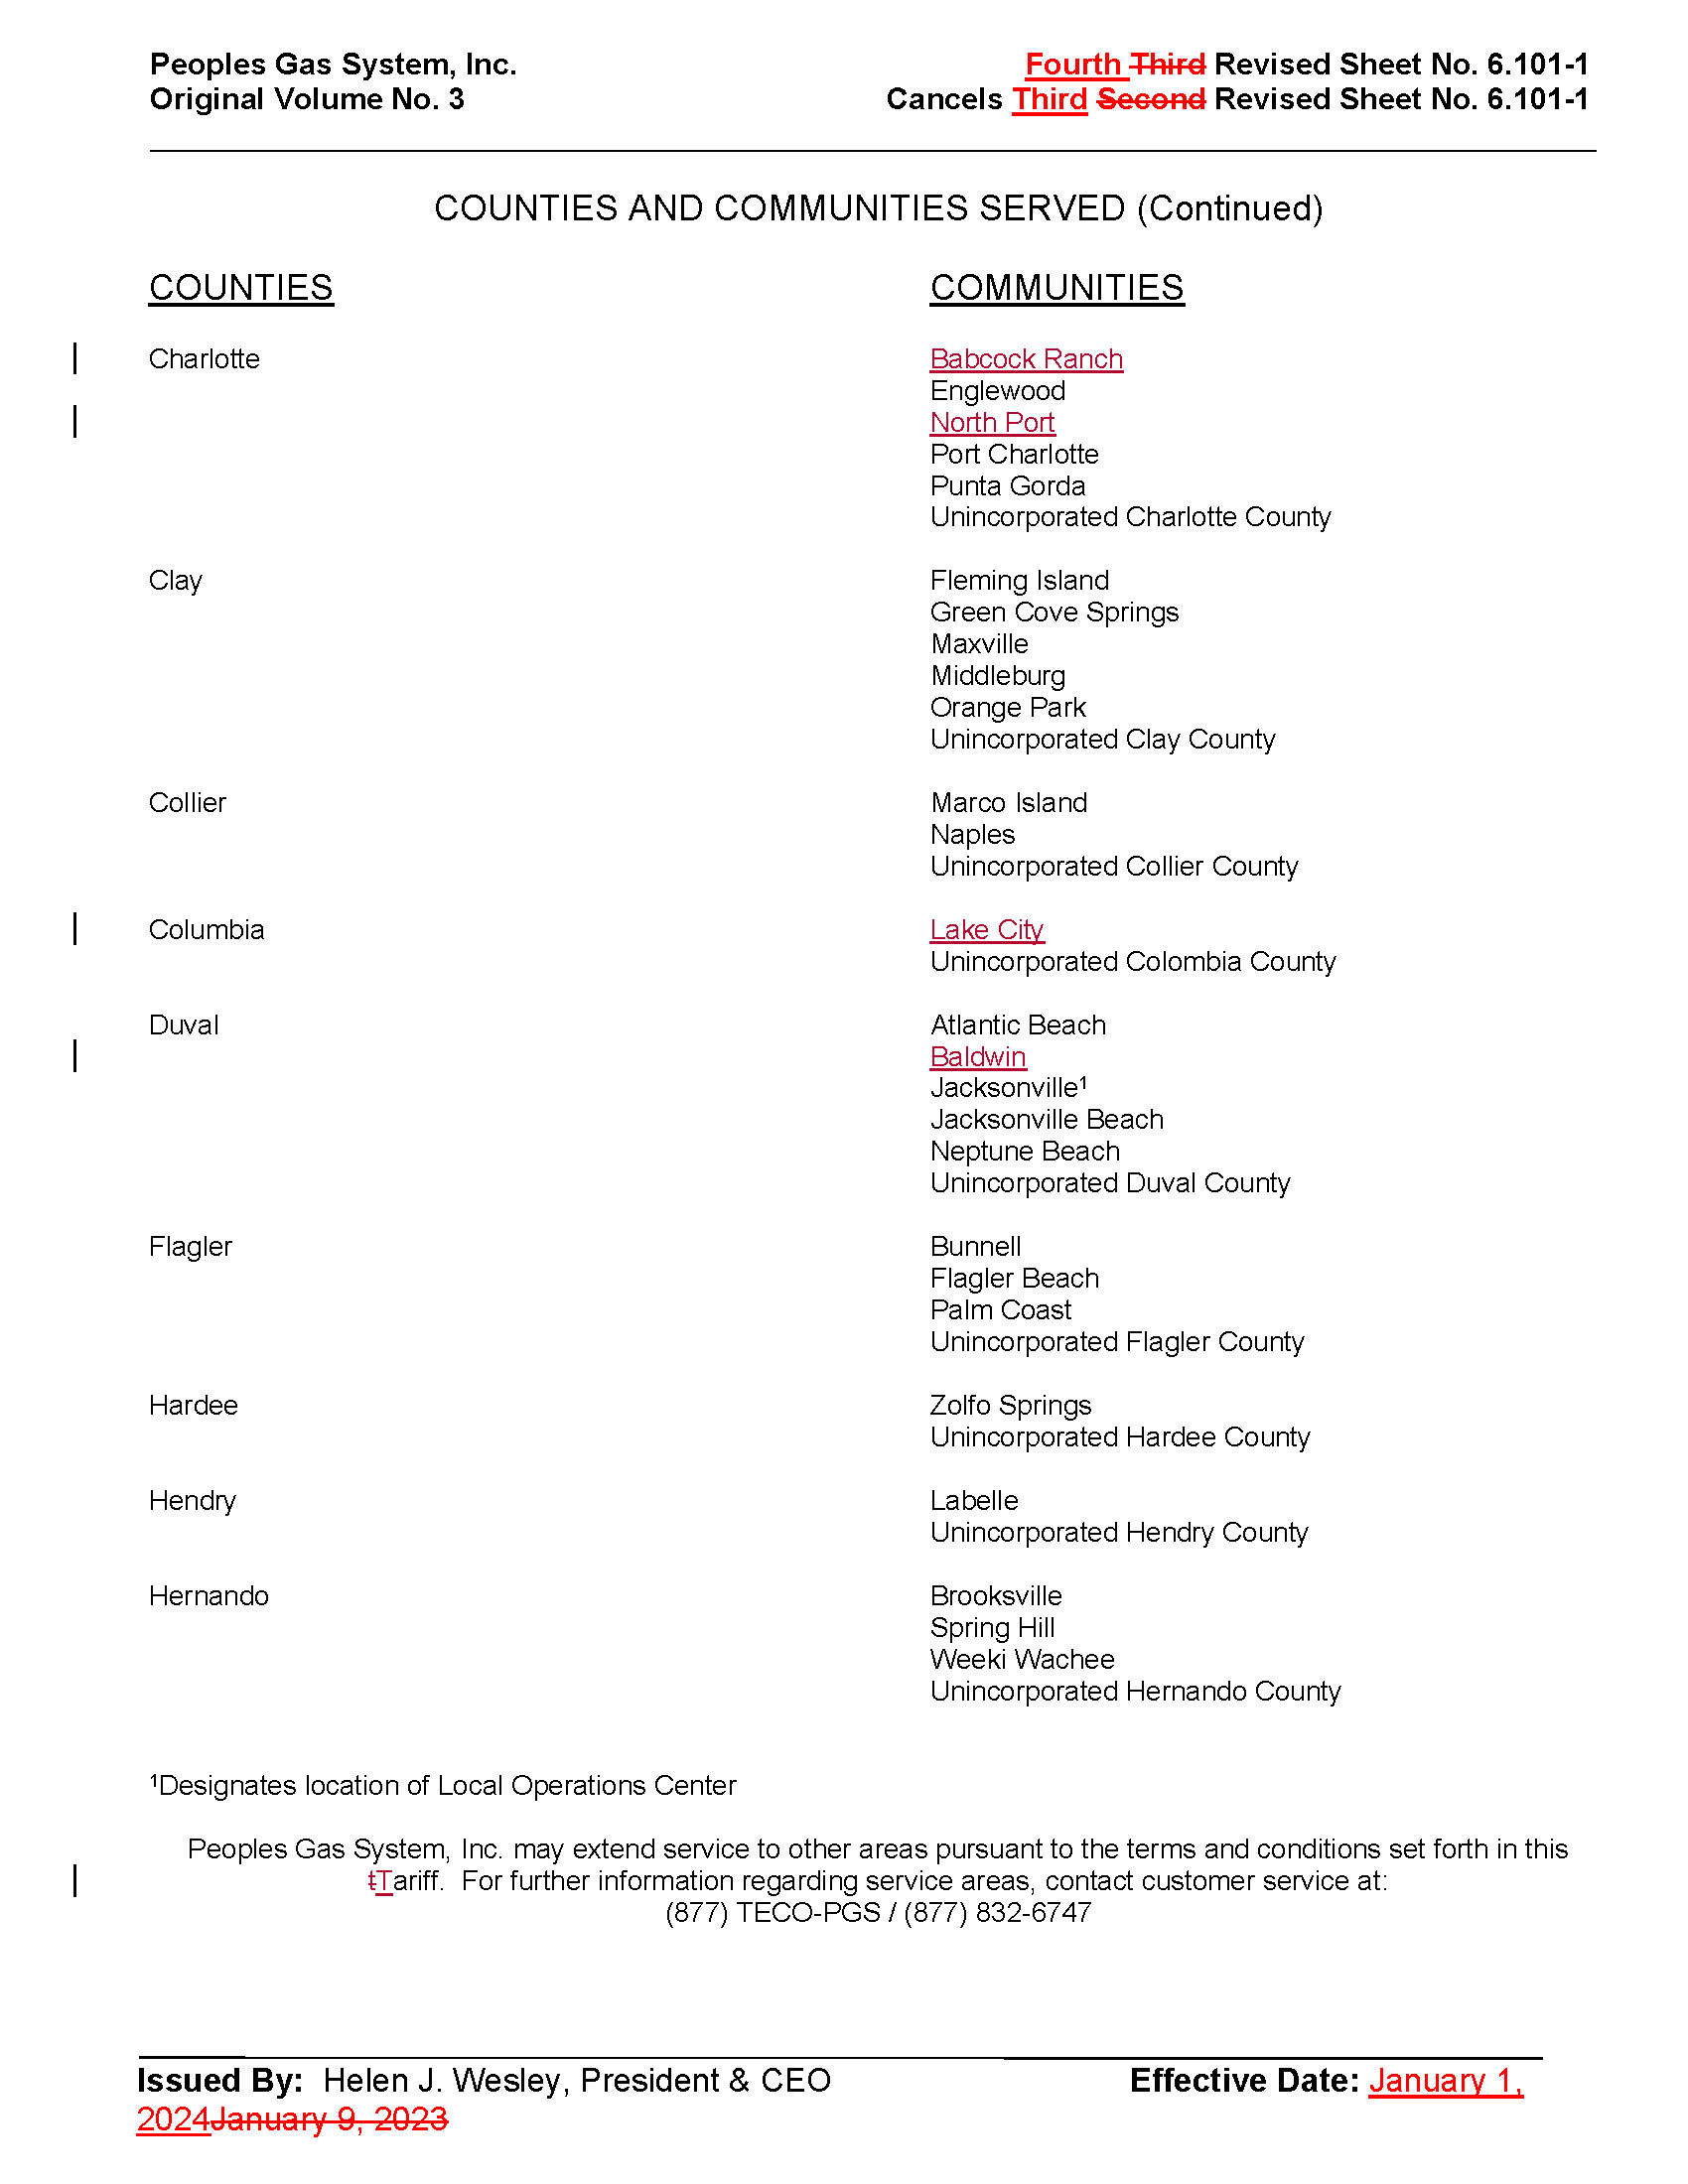 Peoples Gas System, Inc. Fourth Third Revised Sheet No. 6.101-1
Original Volume No. 3 Cancels Third Second Revised Sheet No. 6.101-1
COUNTIES AND COMMUNITIES SERVED (Continued)
COUNTIES COMMUNITIES
Charlotte Babcock Ranch
Englewood
North Port
Port Charlotte
Punta Gorda
Unincorporated Charlotte County
Clay Fleming Island
Green Cove Springs
Maxville
Middleburg
Orange Park
Unincorporated Clay County
Collier Marco Island
Naples
Unincorporated Collier County
Columbia Lake City
Unincorporated Colombia County
Duval Atlantic Beach
Baldwin
Jacksonville¹
Jacksonville Beach
Neptune Beach
Unincorporated Duval County
Flagler Bunnell
Flagler Beach
Palm Coast
Unincorporated Flagler County
Hardee Zolfo Springs
Unincorporated Hardee County
Hendry Labelle
Unincorporated Hendry County
Hernando Brooksville
Spring Hill
Weeki Wachee
Unincorporated Hernando County
¹Designates location of Local Operations Center
Peoples Gas System, Inc. may extend service to other areas pursuant to the terms and conditions set forth in this
tTariff. For further information regarding service areas, contact customer service at:
(877) TECO-PGS / (877) 832-6747
Issued By: Helen J. Wesley, President & CEO Effective Date: January 1,
2024January 9, 2023